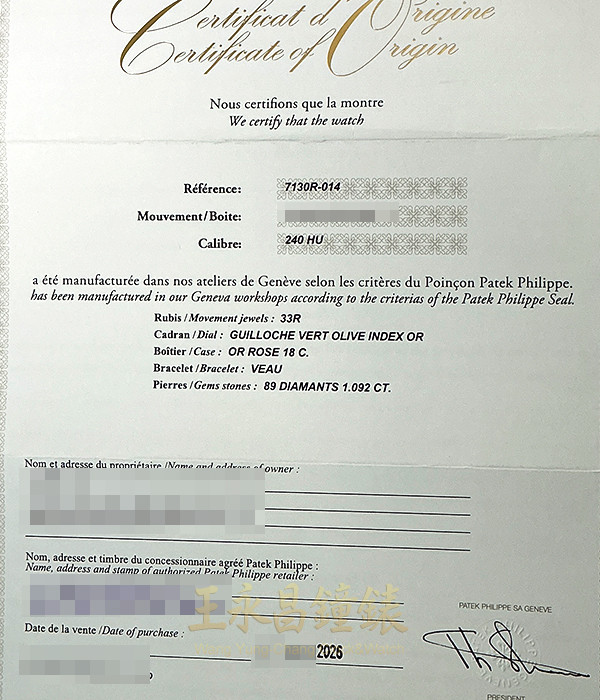 Certificat d'Origine
Certificate of Origin
Nous certifions que la montre
We certify that the watch
Référence: 7130R-014
Mouvement/Boite:
Calibre: 240 HU
a été manufacturée dans nos ateliers de Genève selon les critères du Poinçon Patek Philippe.
has been manufactured in our Geneva workshops according to the criterias of the Patek Philippe Seal.
Rubis /Movement jewels : 33R
Cadran /Dial : GUILLOCHE VERT OLIVE INDEX OR
Boîtier /Case : OR ROSE 18 C.
Bracelet /Bracelet : VEAU
Pierres /Gems stones : 89 DIAMANTS 1.092 CT.
Nom et adresse du propriétaire /Name and address of owner :
Nom, adresse et timbre du concessionnaire agréé Patek Philippe :
Name, address and stamp of authorized Patek Philippe retailer :
王永昌鐘錶
PATEK PHILIPPE SA GENEVE
Date de la vente /Date of purchase :
2026
PRESIDENT